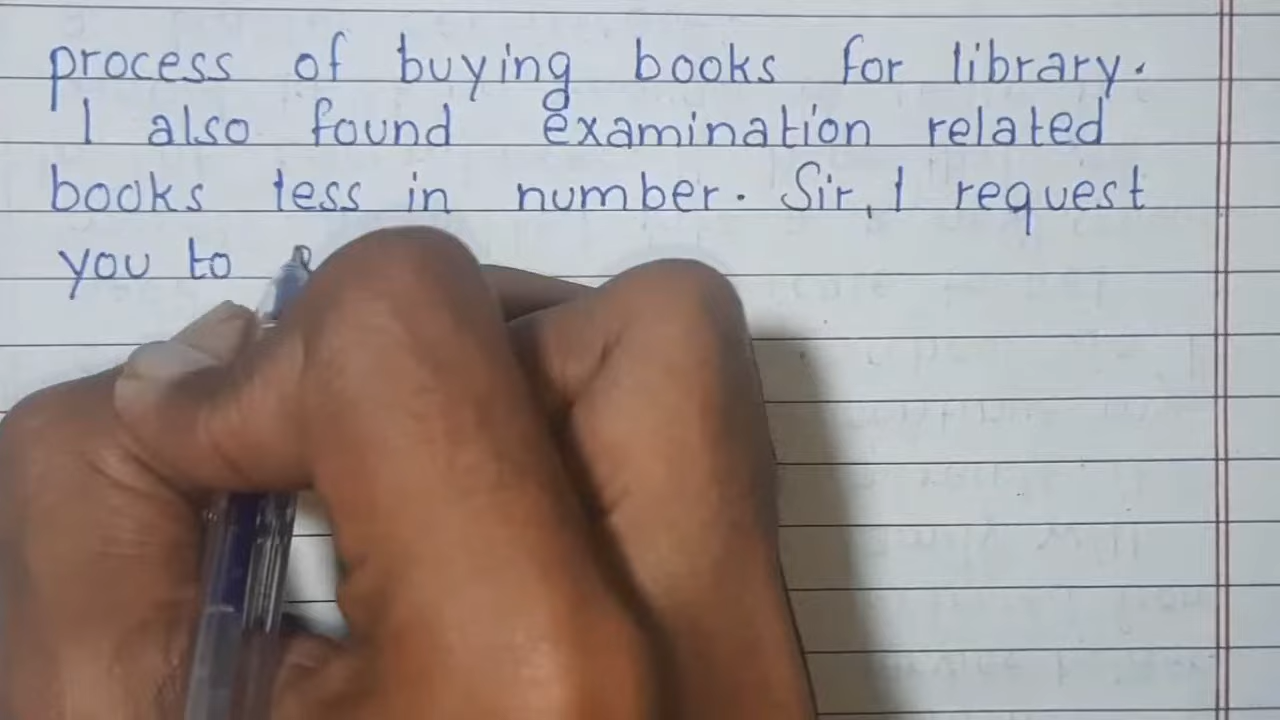 process of buying books for library.
I also found examination related
books less in number. Sir, I request
you to